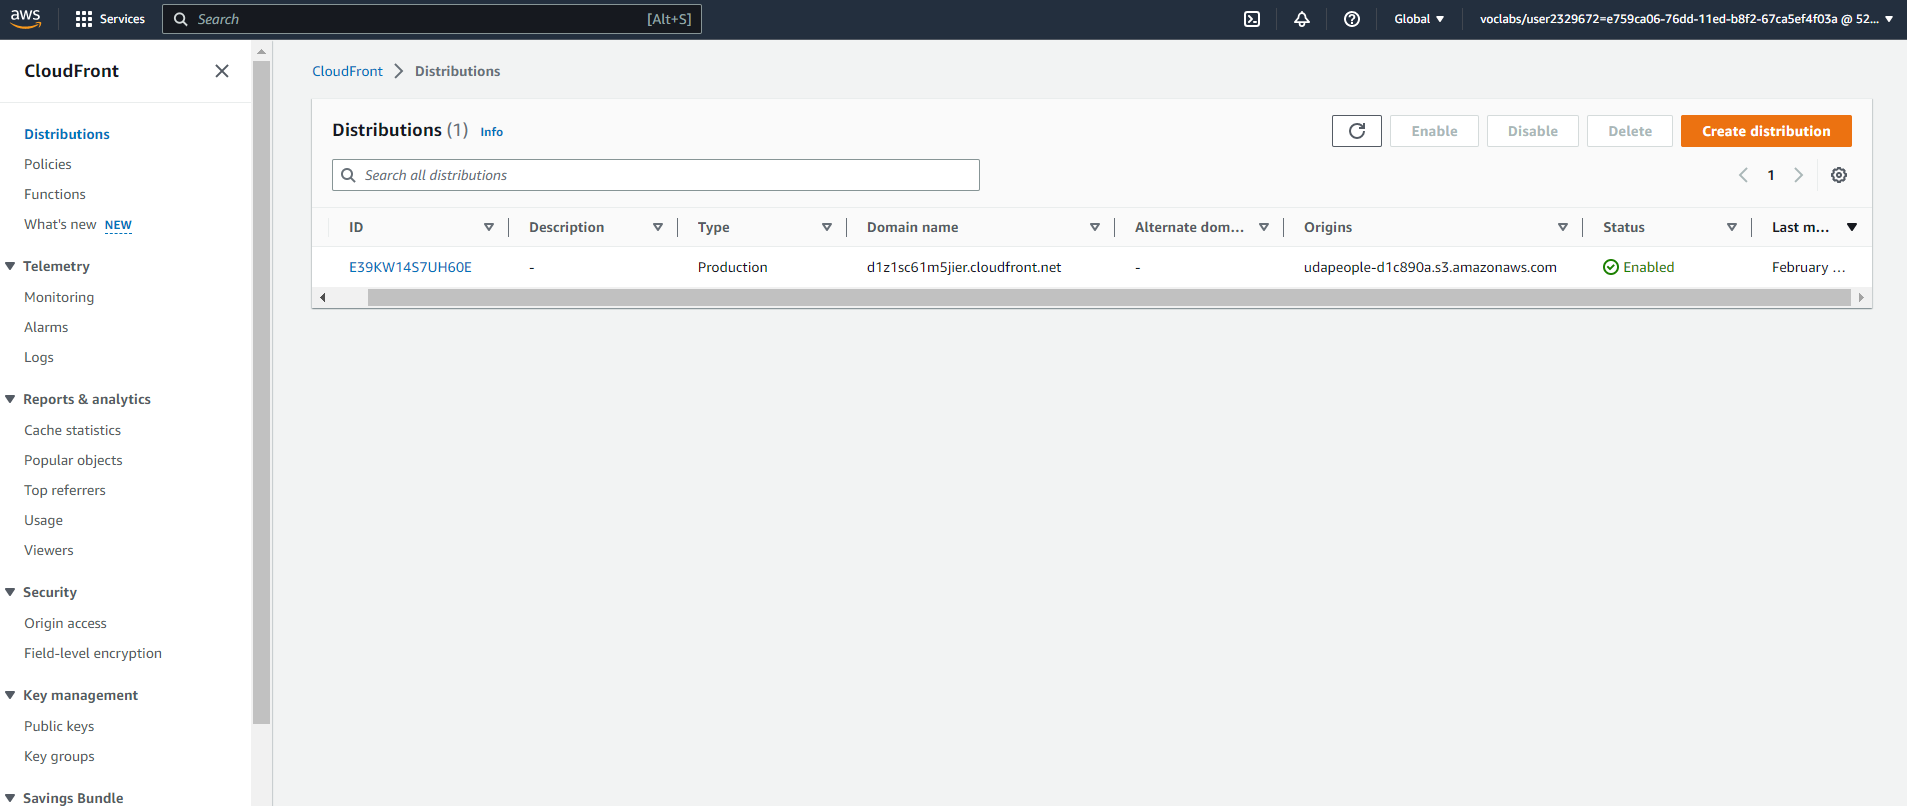 aws
Services
Search
[Alt+S]
Global
voclabs/user2329672=e759ca06-76dd-11ed-b8f2-67ca5ef4f03a @ 52...
CloudFront
Distributions
Policies
Functions
What's new NEW
Telemetry
Monitoring
Alarms
Logs
Reports & analytics
Cache statistics
Popular objects
Top referrers
Usage
Viewers
Security
Origin access
Field-level encryption
Key management
Public keys
Key groups
Savings Bundle
CloudFront
Distributions
Distributions (1) Info
Enable
Disable
Delete
Create distribution
Search all distributions
1
ID
Description
Type
Domain name
Alternate dom...
Origins
Status
Last m...
E39KW14S7UH60E
-
Production
d1z1sc61m5jier.cloudfront.net
-
udapeople-d1c890a.s3.amazonaws.com
Enabled
February ...